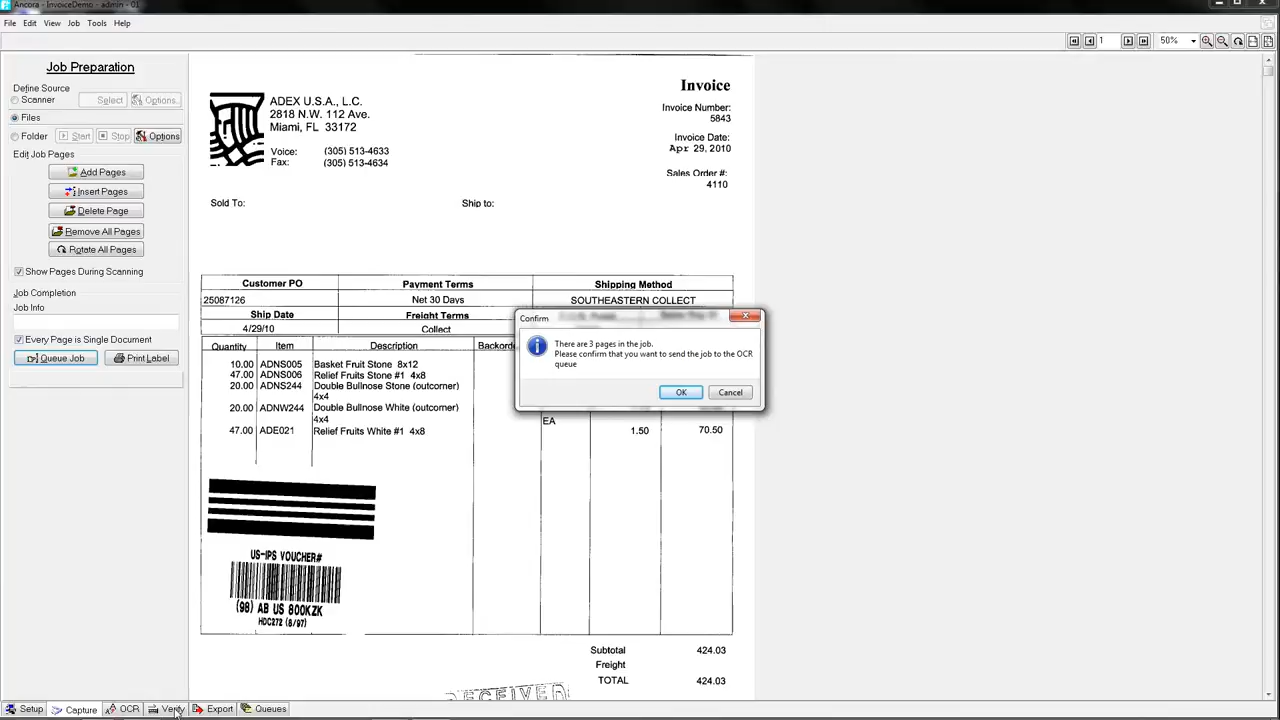 Ancora - InvoiceDemo - admin - 01
File Edit View Job Tools Help
1
50%
Job Preparation
Define Source
Scanner Select Options..
Files
Folder Start Stop Options
Edit Job Pages
Add Pages
Insert Pages
Delete Page
Remove All Pages
Rotate All Pages
Show Pages During Scanning
Job Completion
Job Info
Every Page is Single Document
Queue Job Print Label
Invoice
ADEX U.S.A., L.C.
2818 N.W. 112 Ave.
Miami, FL 33172
Voice: (305) 513-4633
Fax: (305) 513-4634
Invoice Number:
5843
Invoice Date:
Apr 29, 2010
Sales Order #:
4110
Sold To: Ship to:
Customer PO Payment Terms Shipping Method
25087126 Net 30 Days SOUTHEASTERN COLLECT
Ship Date Freight Terms
4/29/10 Collect
Quantity Item Description Backord
10.00 ADNS005 Basket Fruit Stone 8x12
47.00 ADNS006 Relief Fruits Stone #1 4x8
20.00 ADNS244 Double Bullnose Stone (outcorner)
4x4
20.00 ADNW244 Double Bullnose White (outcorner)
4x4
EA
47.00 ADE021 Relief Fruits White #1 4x8 1.50 70.50
Confirm
There are 3 pages in the job.
Please confirm that you want to send the job to the OCR
queue
OK Cancel
US-IPS VOUCHER#
(98) AB US 800KZK
HDC272 (8/97)
Subtotal 424.03
Freight
TOTAL 424.03
RECEIVED
Setup Capture OCR Verify Export Queues